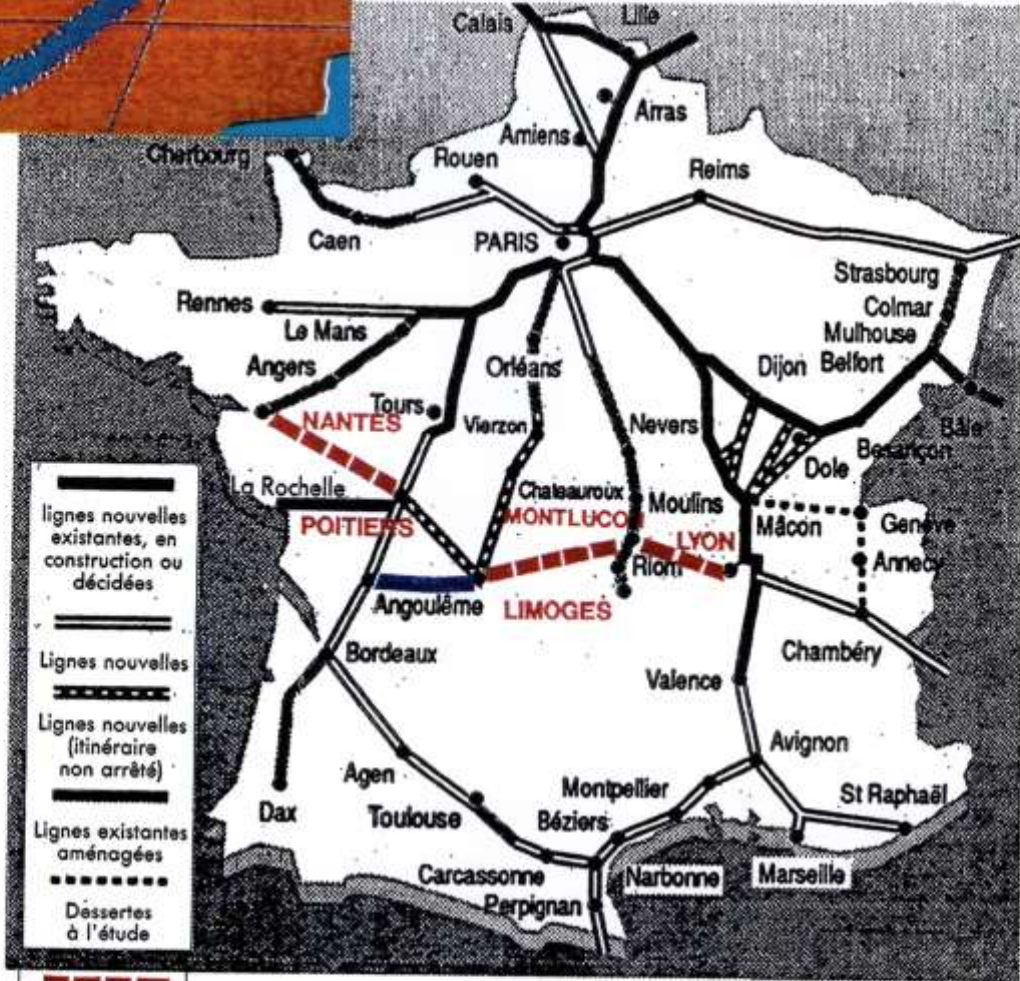 Calais
Lille
Arras
Amiens
Cherbourg
Rouen
Reims
Caen
PARIS
Strasbourg
Colmar
Mulhouse
Belfort
Rennes
Le Mans
Angers
Orléans
Dijon
Bâle
Besançon
Dole
NANTES
Tours
Vierzon
Nevers
La Rochelle
Chateauroux
Moulins
POITIERS
MONTLUCON
LYON
Mâcon
Genève
Annecy
Riom
Angoulême
LIMOGES
Bordeaux
Chambéry
Valence
Avignon
Agen
Montpellier
St Raphaël
Dax
Toulouse
Béziers
Carcassonne
Narbonne
Marseille
Perpignan
lignes nouvelles
existantes, en
construction ou
décidées
Lignes nouvelles
Lignes nouvelles
(itinéraire
non arrêté)
Lignes existantes
aménagées
Dessertes
à l'étude